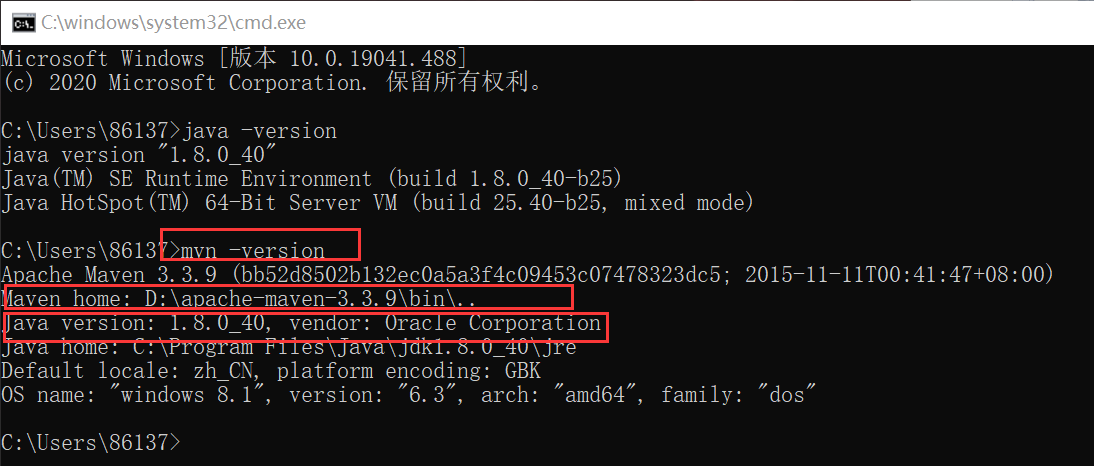 C:\windows\system32\cmd.exe
Microsoft Windows [版本 10.0.19041.488]
(c) 2020 Microsoft Corporation. 保留所有权利。
C:\Users\86137>java -version
java version "1.8.0_40"
Java(TM) SE Runtime Environment (build 1.8.0_40-b25)
Java HotSpot(TM) 64-Bit Server VM (build 25.40-b25, mixed mode)
C:\Users\86137>mvn -version
Apache Maven 3.3.9 (bb52d8502b132ec0a5a3f4c09453c07478323dc5; 2015-11-11T00:41:47+08:00)
Maven home: D:\apache-maven-3.3.9\bin\..
Java version: 1.8.0_40, vendor: Oracle Corporation
Java home: C:\Program Files\Java\jdk1.8.0_40\jre
Default locale: zh_CN, platform encoding: GBK
OS name: "windows 8.1", version: "6.3", arch: "amd64", family: "dos"
C:\Users\86137>